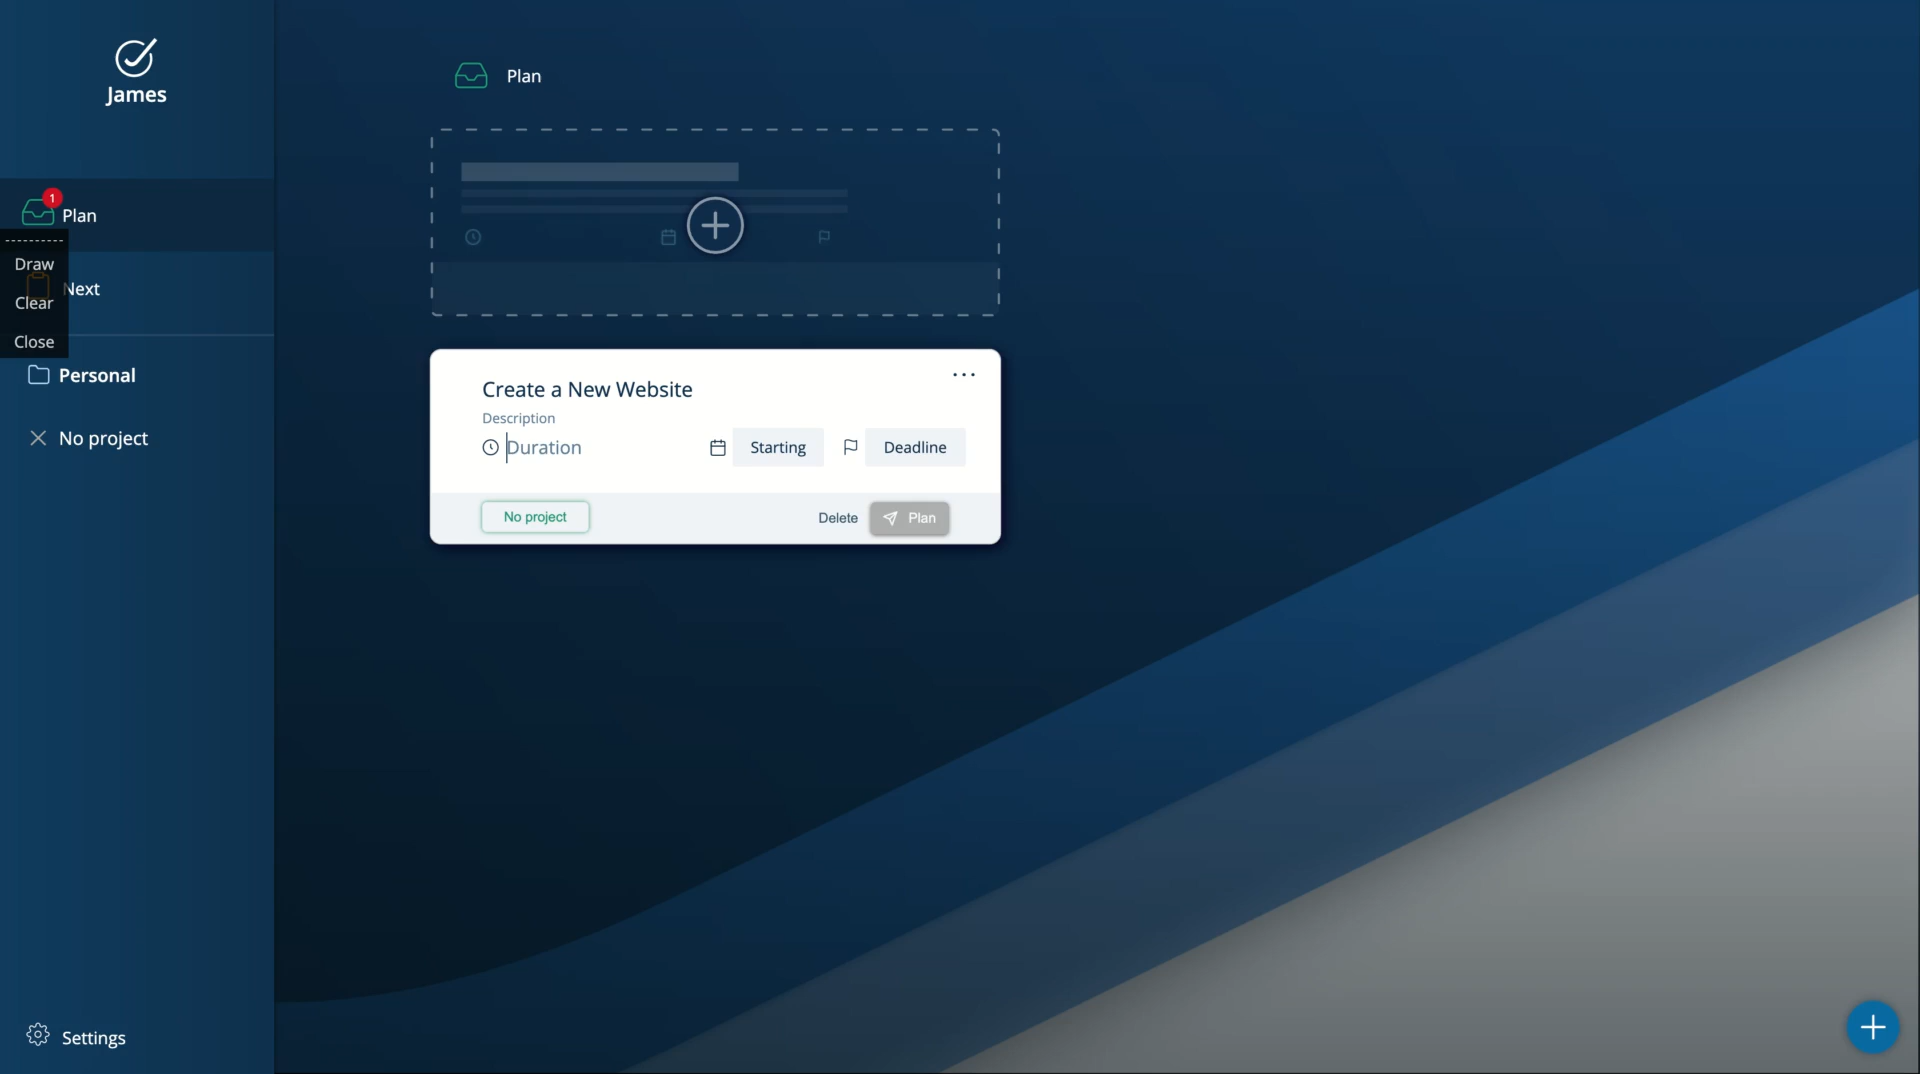 James
1
Plan
Draw
Next
Clear
Close
Personal
No project
Settings
Plan
Create a New Website
Description
Duration
Starting
Deadline
No project
Delete
Plan